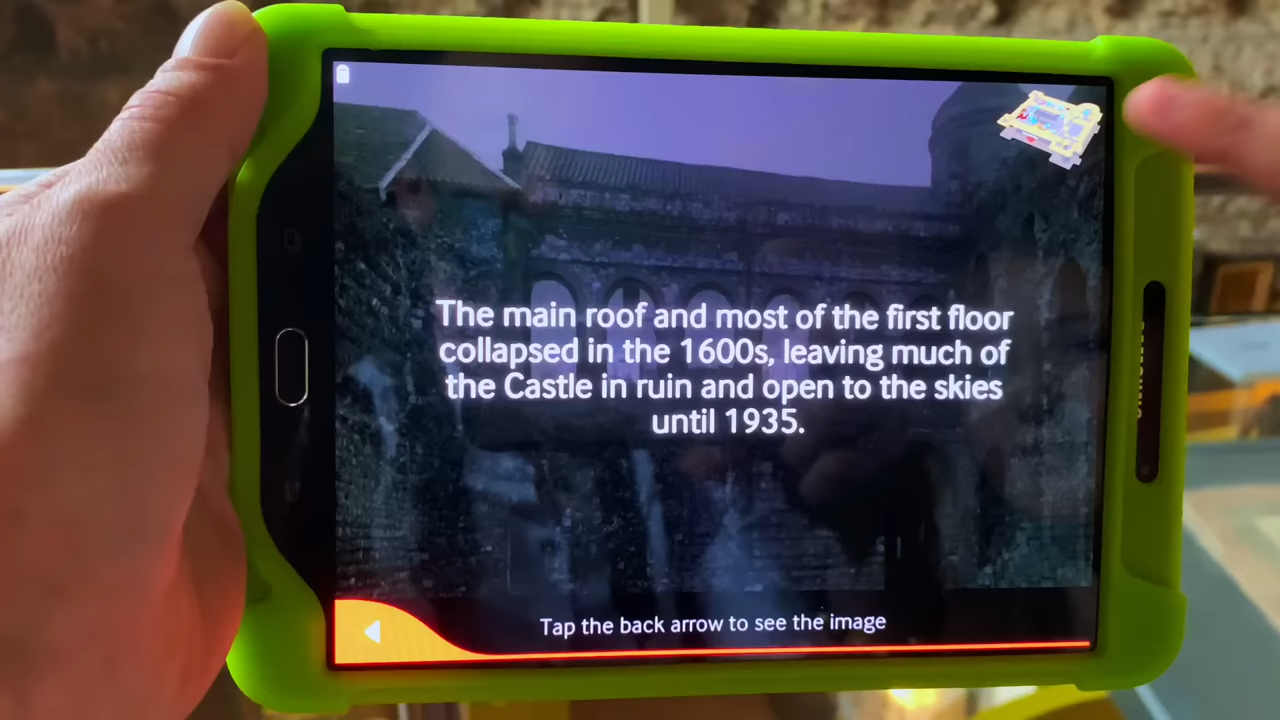 The main roof and most of the first floor
collapsed in the 1600s, leaving much of
the Castle in ruin and open to the skies
until 1935.
Tap the back arrow to see the image
SAMSUNG